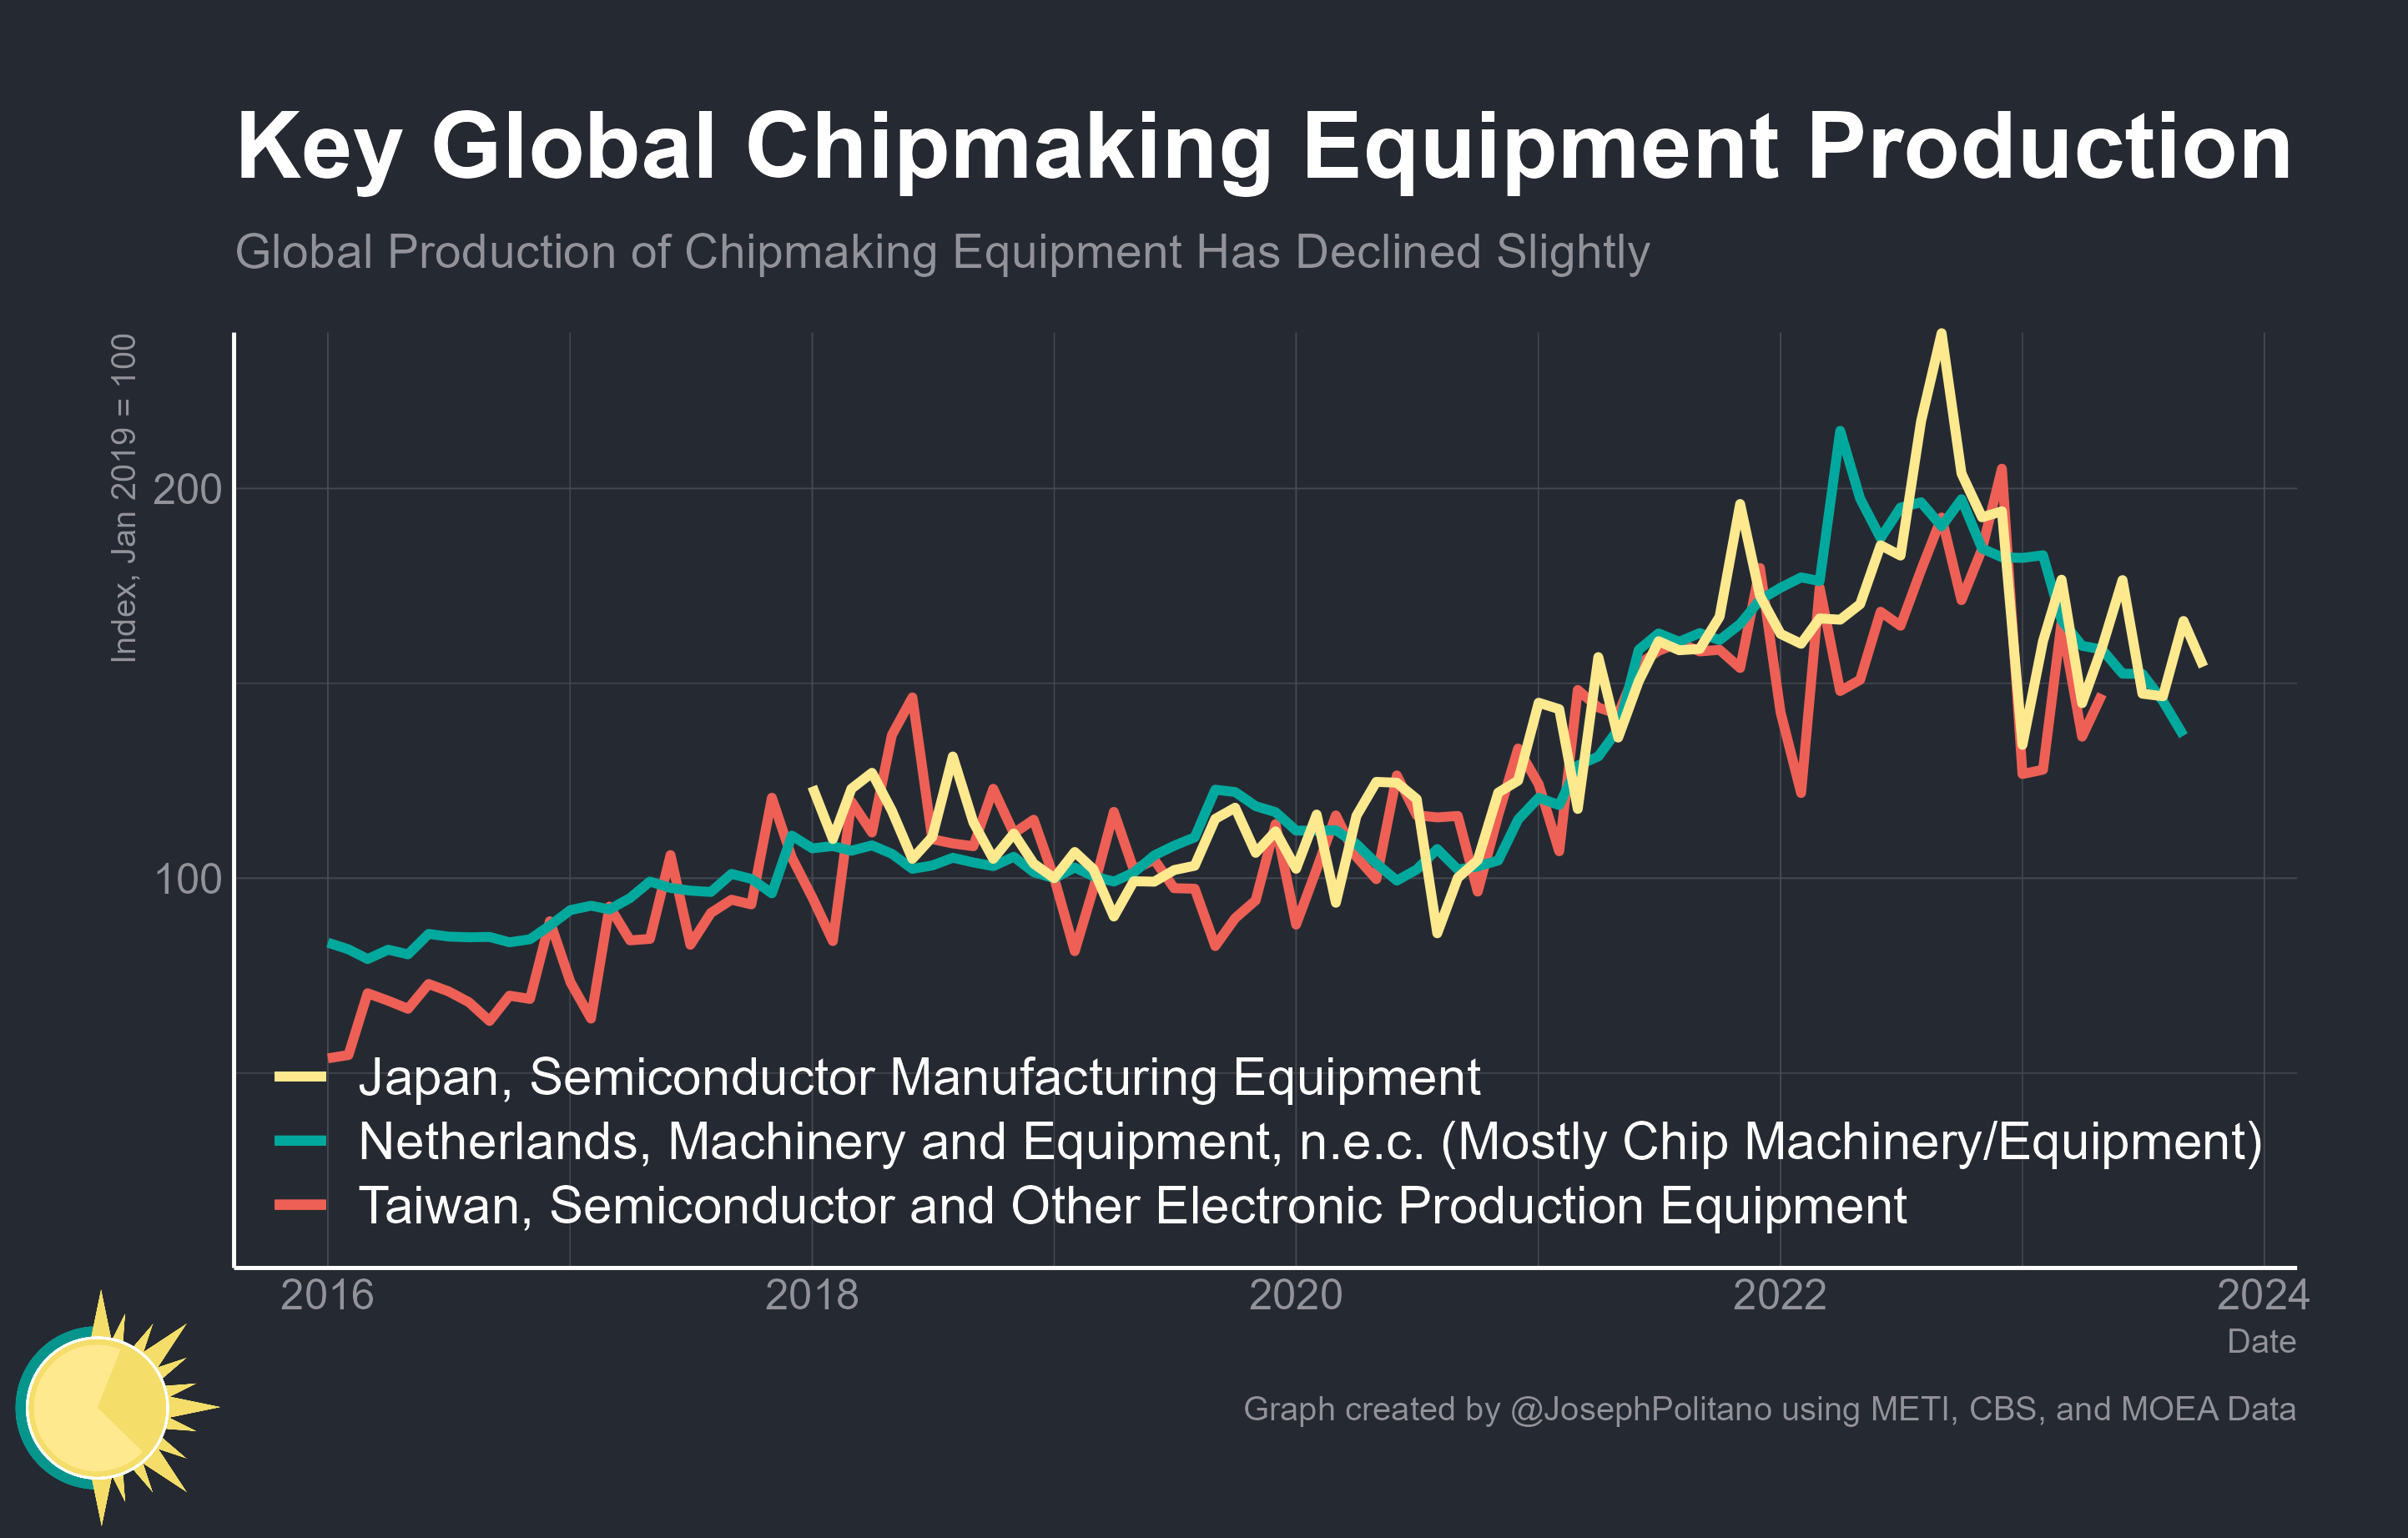 Key Global Chipmaking Equipment Production
Global Production of Chipmaking Equipment Has Declined Slightly
Index, Jan 2019 = 100
200
100
Japan, Semiconductor Manufacturing Equipment
Netherlands, Machinery and Equipment, n.e.c. (Mostly Chip Machinery/Equipment)
Taiwan, Semiconductor and Other Electronic Production Equipment
2016 2018 2020 2022 2024
Date
Graph created by @JosephPolitano using METI, CBS, and MOEA Data